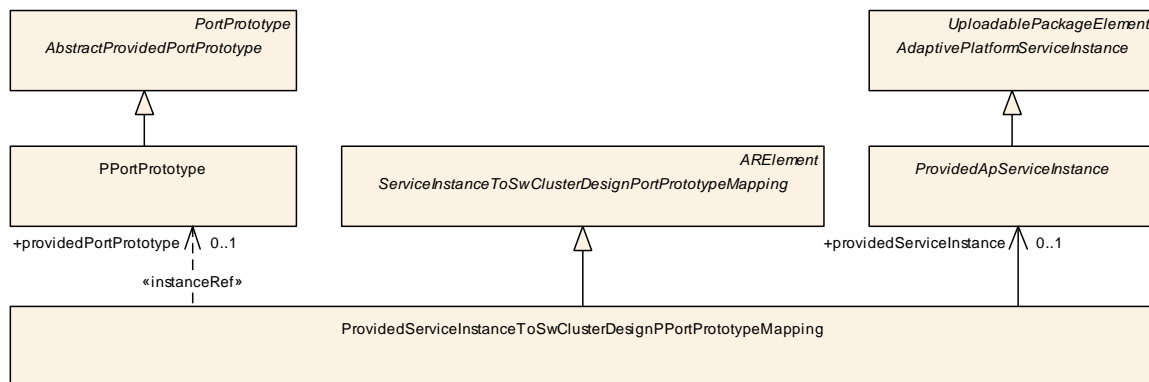 PortPrototype
AbstractProvidedPortPrototype
UploadablePackageElement
AdaptivePlatformServiceInstance
PPortPrototype
ARElement
ServiceInstanceToSwClusterDesignPortPrototypeMapping
ProvidedApServiceInstance
+providedPortPrototype 0..1
+providedServiceInstance 0..1
«instanceRef»
ProvidedServiceInstanceToSwClusterDesignPPortPrototypeMapping